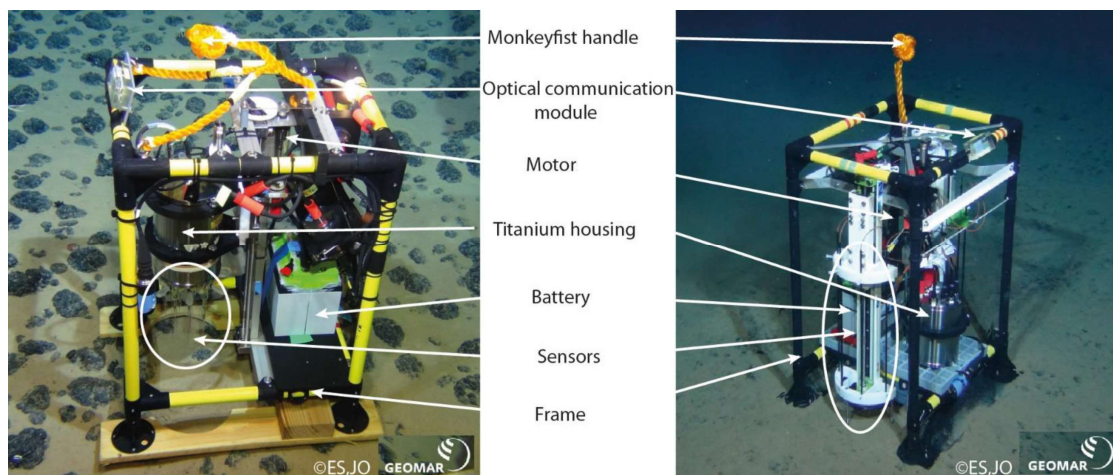 Monkeyfist handle
Optical communication
module
Motor
Titanium housing
Battery
Sensors
Frame
©ES,JO GEOMAR
©ES,JO GEOMAR